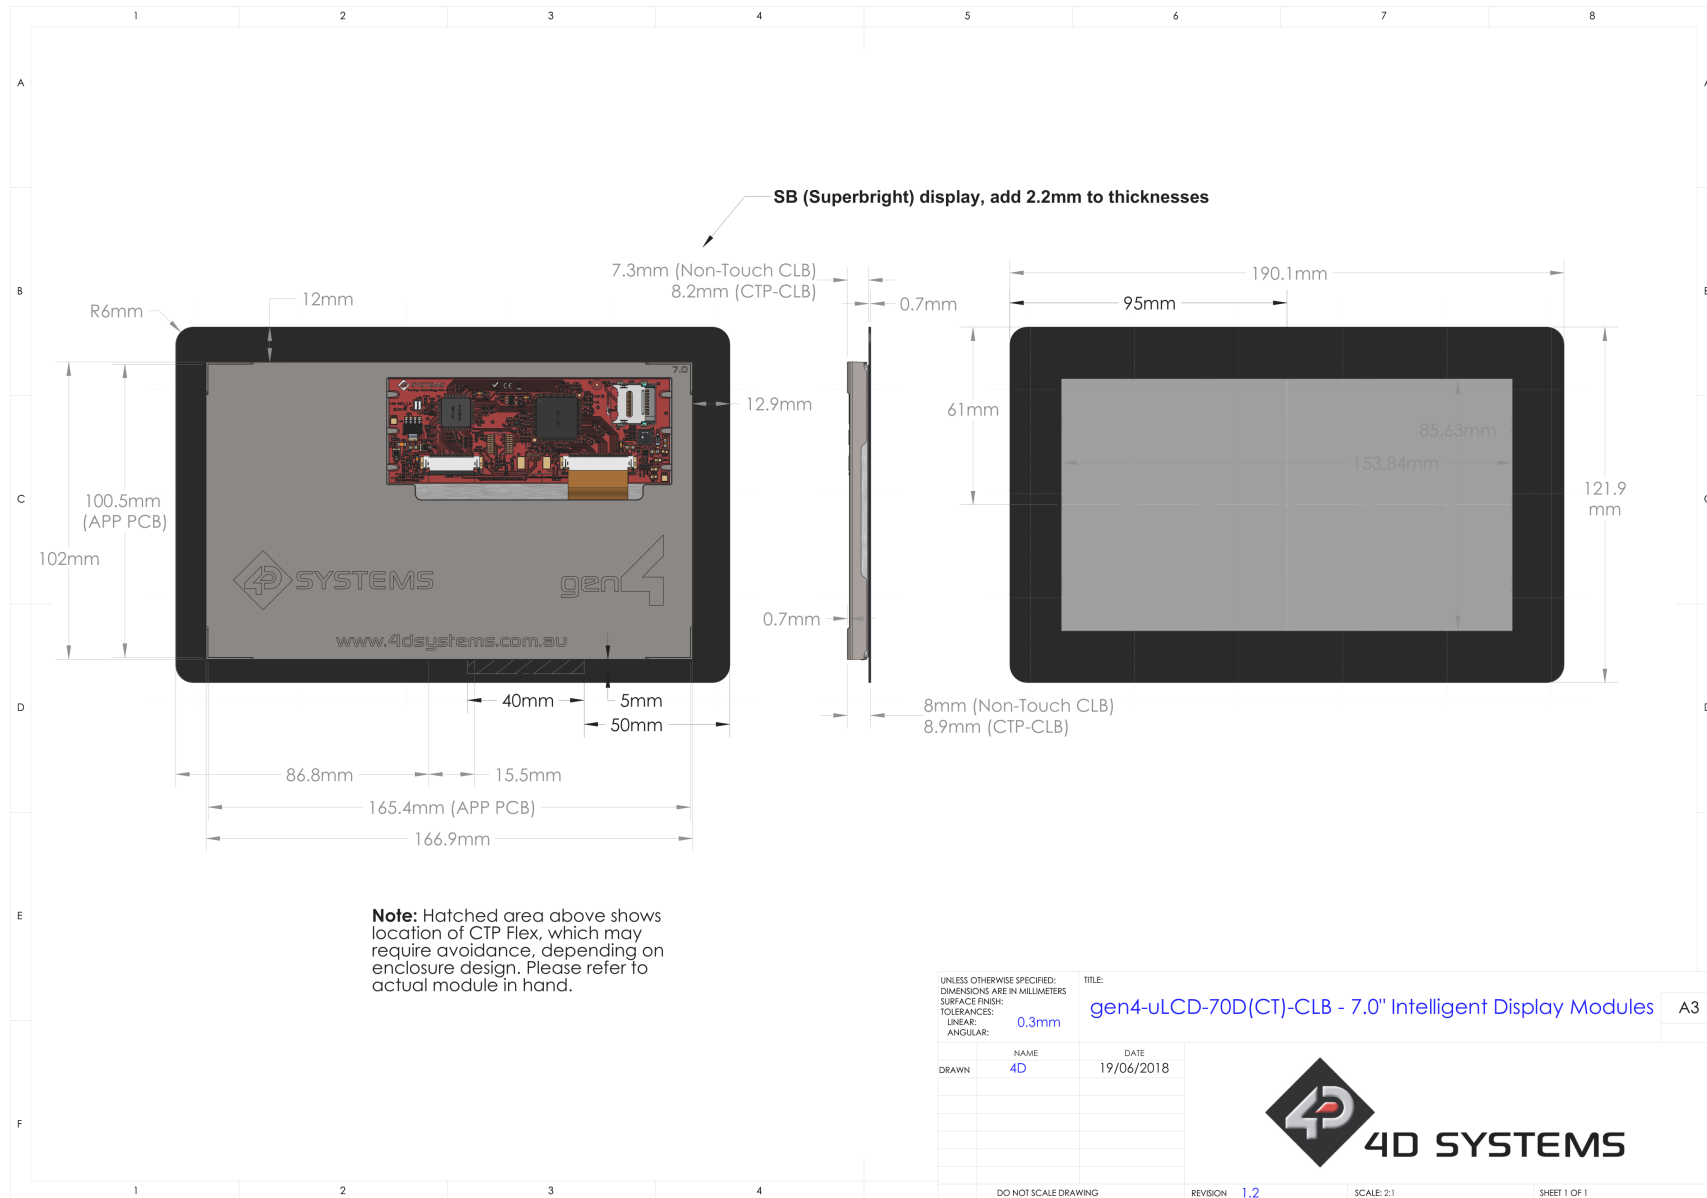 1 2 3 4 5 6 7 8
A
SB (Superbright) display, add 2.2mm to thicknesses
7.3mm (Non-Touch CLB)
8.2mm (CTP-CLB)
0.7mm
190.1mm
95mm
B
R6mm
12mm
7.0
12.9mm
61mm
85.63mm
153.84mm
121.9
mm
C
100.5mm
(APP PCB)
102mm
4D SYSTEMS
gen4
www.4dsystems.com.au
0.7mm
40mm
5mm
50mm
D
8mm (Non-Touch CLB)
8.9mm (CTP-CLB)
86.8mm
15.5mm
165.4mm (APP PCB)
166.9mm
E
Note: Hatched area above shows
location of CTP Flex, which may
require avoidance, depending on
enclosure design. Please refer to
actual module in hand.
F
UNLESS OTHERWISE SPECIFIED:
DIMENSIONS ARE IN MILLIMETERS
SURFACE FINISH:
TOLERANCES:
LINEAR: 0.3mm
ANGULAR:
TITLE:
gen4-uLCD-70D(CT)-CLB - 7.0" Intelligent Display Modules
A3
NAME DATE
DRAWN 4D 19/06/2018
4D SYSTEMS
DO NOT SCALE DRAWING
REVISION 1.2
SCALE: 2:1
SHEET 1 OF 1
1 2 3 4